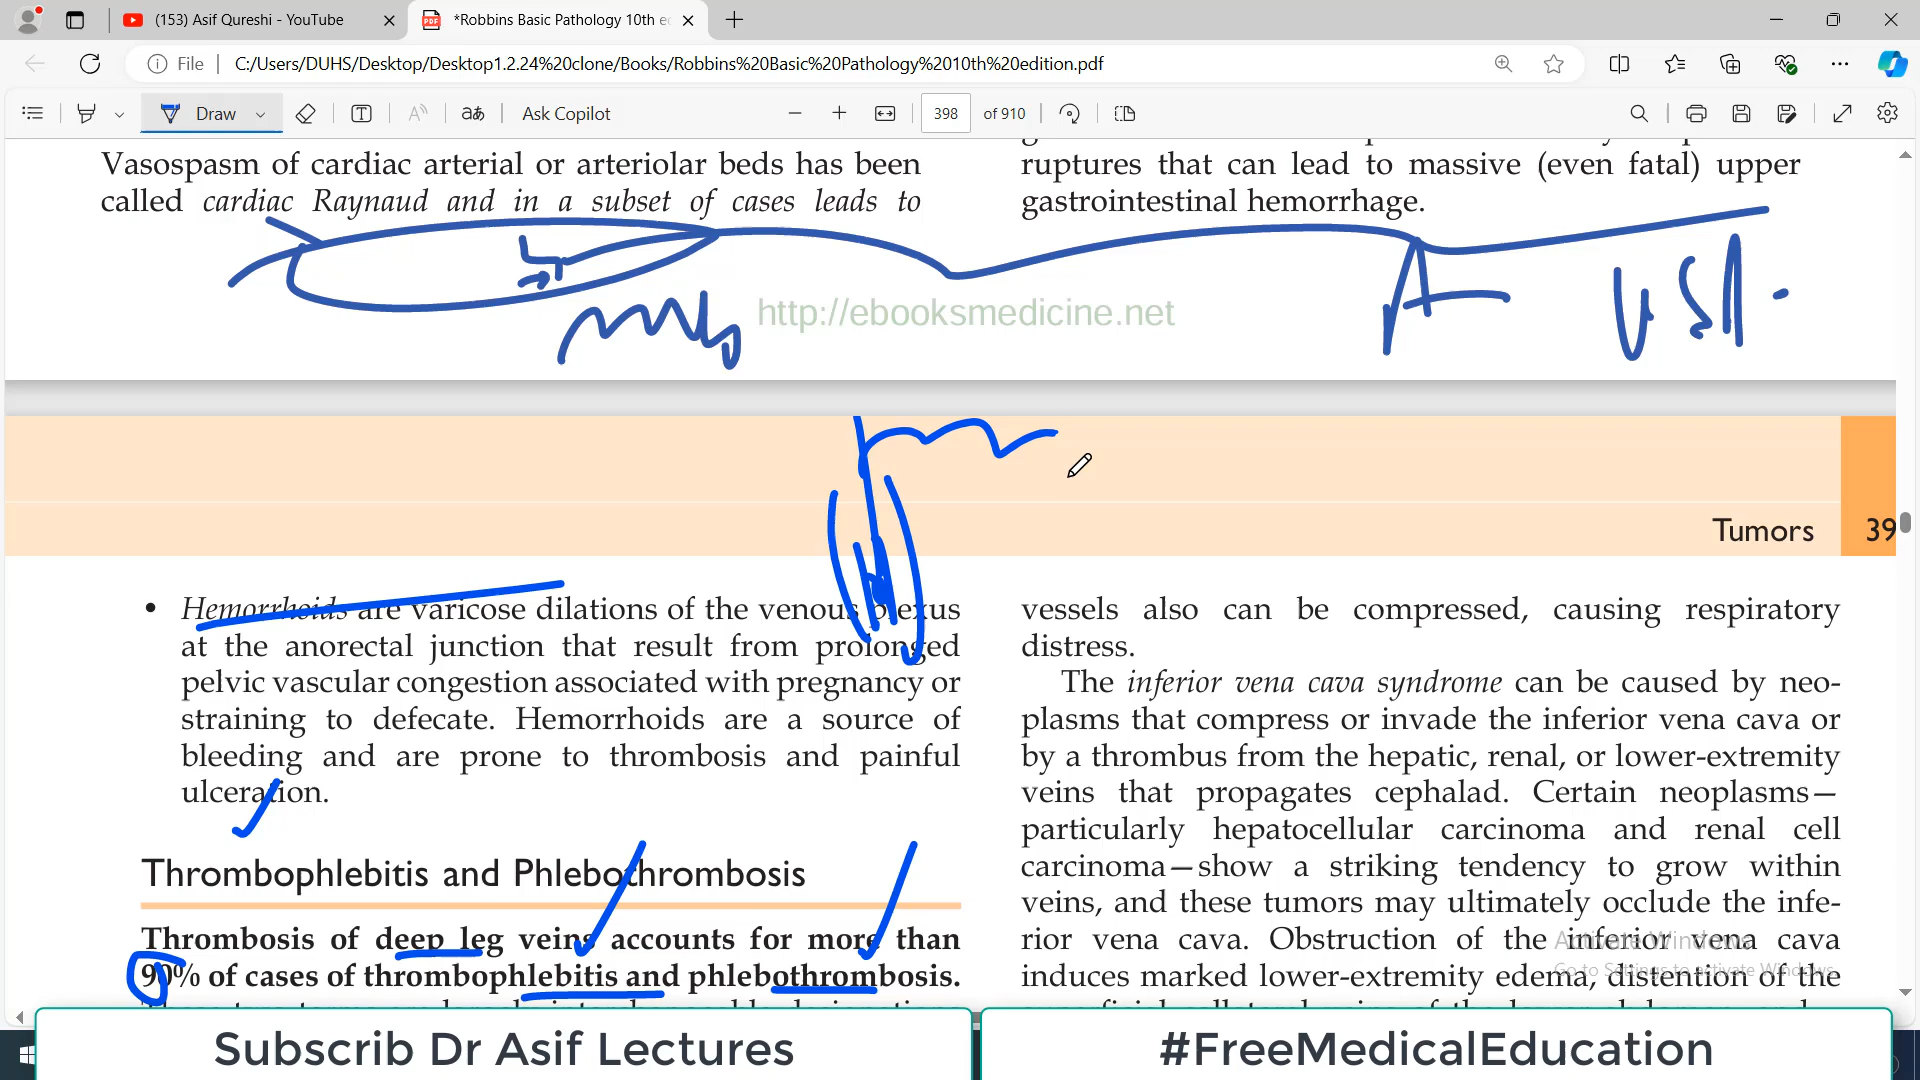 (153) Asif Qureshi - YouTube
*Robbins Basic Pathology 10th e
File
C:/Users/DUHS/Desktop/Desktop1.2.24%20clone/Books/Robbins%20Basic%20Pathology%2010th%20edition.pdf
Draw
Ask Copilot
398 of 910
Vasospasm of cardiac arterial or arteriolar beds has been
called cardiac Raynaud and in a subset of cases leads to
ruptures that can lead to massive (even fatal) upper
gastrointestinal hemorrhage.
USA
http://ebooksmedicine.net
Tumors 39
• Hemorrhoids are varicose dilations of the venous plexus
at the anorectal junction that result from prolonged
pelvic vascular congestion associated with pregnancy or
straining to defecate. Hemorrhoids are a source of
bleeding and are prone to thrombosis and painful
ulceration.
Thrombophlebitis and Phlebothrombosis
Thrombosis of deep leg veins accounts for more than
90% of cases of thrombophlebitis and phlebothrombosis.
vessels also can be compressed, causing respiratory
distress.
The inferior vena cava syndrome can be caused by neo-
plasms that compress or invade the inferior vena cava or
by a thrombus from the hepatic, renal, or lower-extremity
veins that propagates cephalad. Certain neoplasms—
particularly hepatocellular carcinoma and renal cell
carcinoma—show a striking tendency to grow within
veins, and these tumors may ultimately occlude the infe-
rior vena cava. Obstruction of the inferior vena cava
induces marked lower-extremity edema, distention of the
Activate Windows
Go to Settings to activate Windows.
Subscrib Dr Asif Lectures
#FreeMedicalEducation